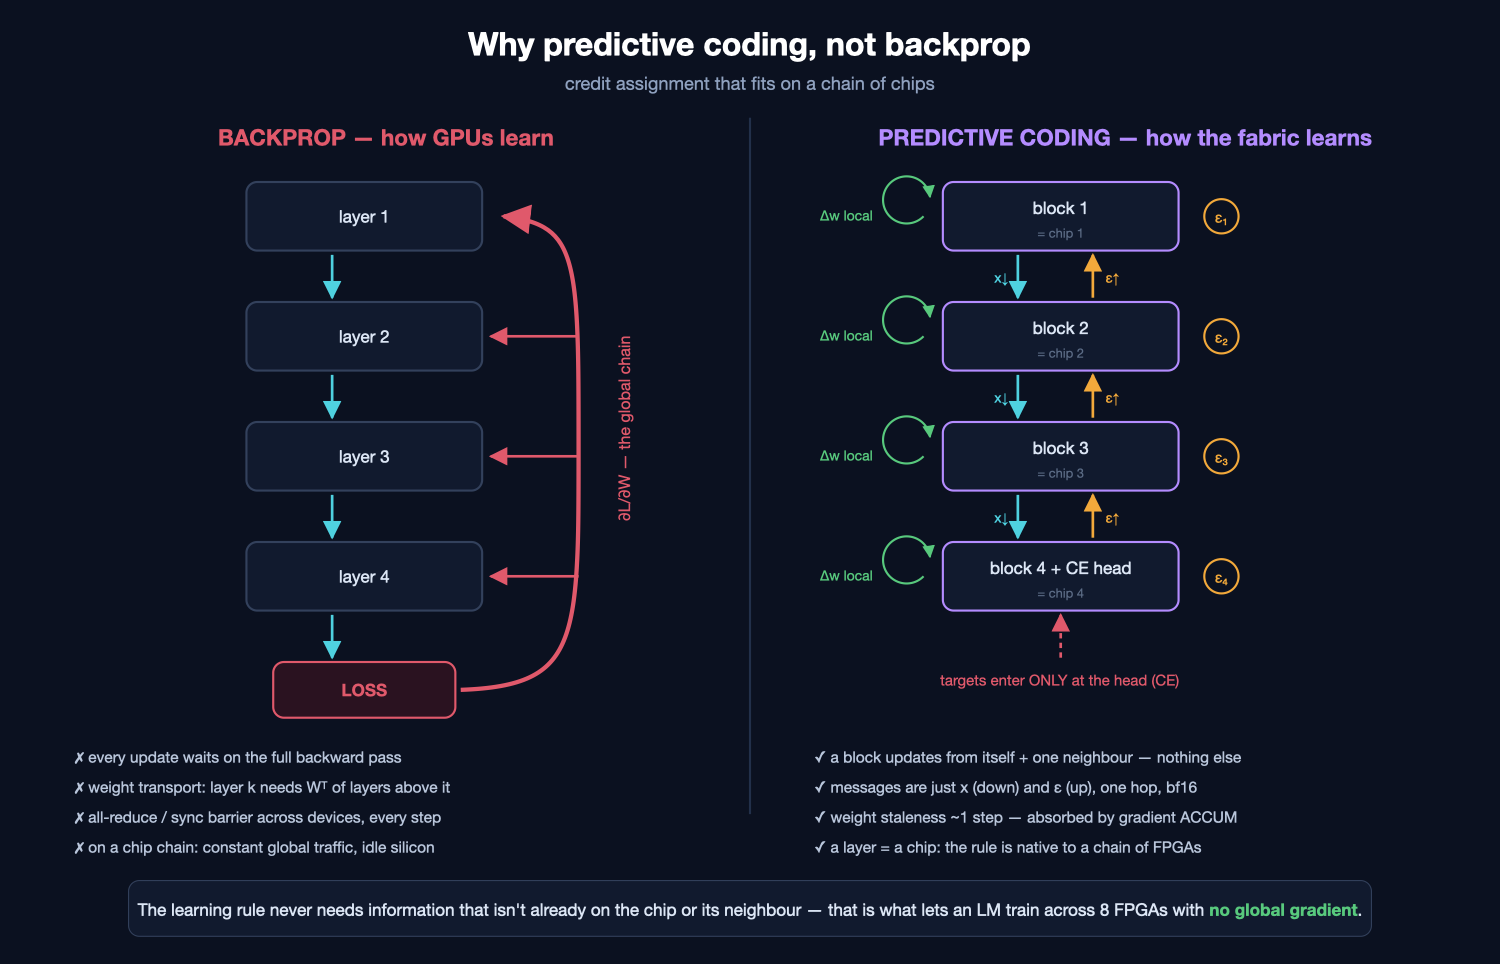 Why predictive coding, not backprop
credit assignment that fits on a chain of chips
BACKPROP — how GPUs learn
layer 1
layer 2
layer 3
layer 4
LOSS
∂L/∂W — the global chain
✗ every update waits on the full backward pass
✗ weight transport: layer k needs Wᵀ of layers above it
✗ all-reduce / sync barrier across devices, every step
✗ on a chip chain: constant global traffic, idle silicon
PREDICTIVE CODING — how the fabric learns
Δw local
block 1
= chip 1
ε₁
x↓
ε↑
Δw local
block 2
= chip 2
ε₂
x↓
ε↑
Δw local
block 3
= chip 3
ε₃
x↓
ε↑
Δw local
block 4 + CE head
= chip 4
ε₄
targets enter ONLY at the head (CE)
✓ a block updates from itself + one neighbour — nothing else
✓ messages are just x (down) and ε (up), one hop, bf16
✓ weight staleness ~1 step — absorbed by gradient ACCUM
✓ a layer = a chip: the rule is native to a chain of FPGAs
The learning rule never needs information that isn't already on the chip or its neighbour — that is what lets an LM train across 8 FPGAs with no global gradient.